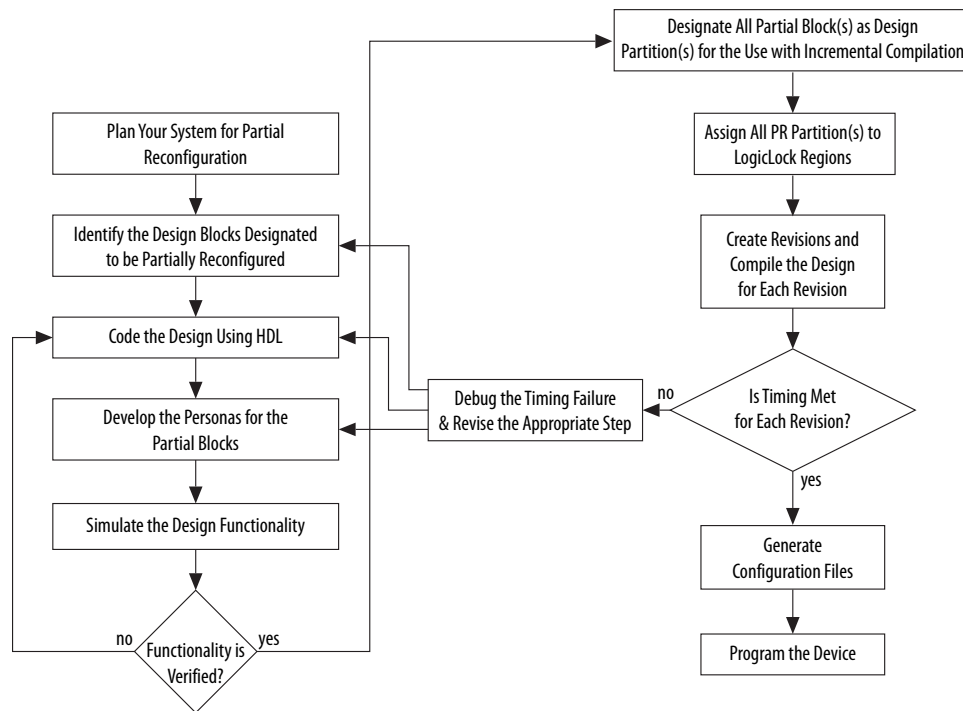 Plan Your System for Partial
Reconfiguration
Identify the Design Blocks Designated
to be Partially Reconfigured
Code the Design Using HDL
Develop the Personas for the
Partial Blocks
Simulate the Design Functionality
no
yes
Functionality is
Verified?
Designate All Partial Block(s) as Design
Partition(s) for the Use with Incremental Compilation
Assign All PR Partition(s) to
LogicLock Regions
Create Revisions and
Compile the Design
for Each Revision
Is Timing Met
for Each Revision?
no
Debug the Timing Failure
& Revise the Appropriate Step
yes
Generate
Configuration Files
Program the Device